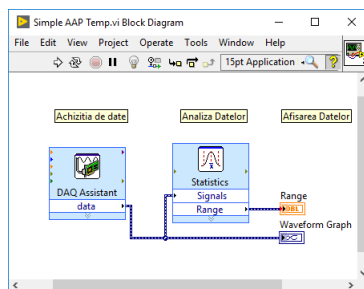 Simple AAP Temp.vi Block Diagram
File Edit View Project Operate Tools Window Help
15pt Application
Achizitia de date
Analiza Datelor
Afisarea Datelor
DAQ Assistant
data
Statistics
Signals
Range
Range
DBL
Waveform Graph